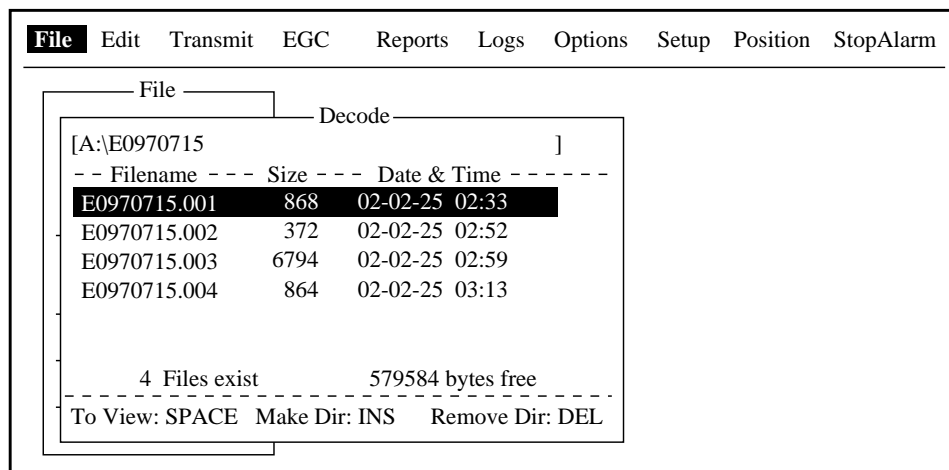 File Edit Transmit EGC Reports Logs Options Setup Position StopAlarm
File
Decode
[A:\E0970715 ]
Filename Size Date & Time
E0970715.001 868 02-02-25 02:33
E0970715.002 372 02-02-25 02:52
E0970715.003 6794 02-02-25 02:59
E0970715.004 864 02-02-25 03:13
4 Files exist 579584 bytes free
To View: SPACE Make Dir: INS Remove Dir: DEL